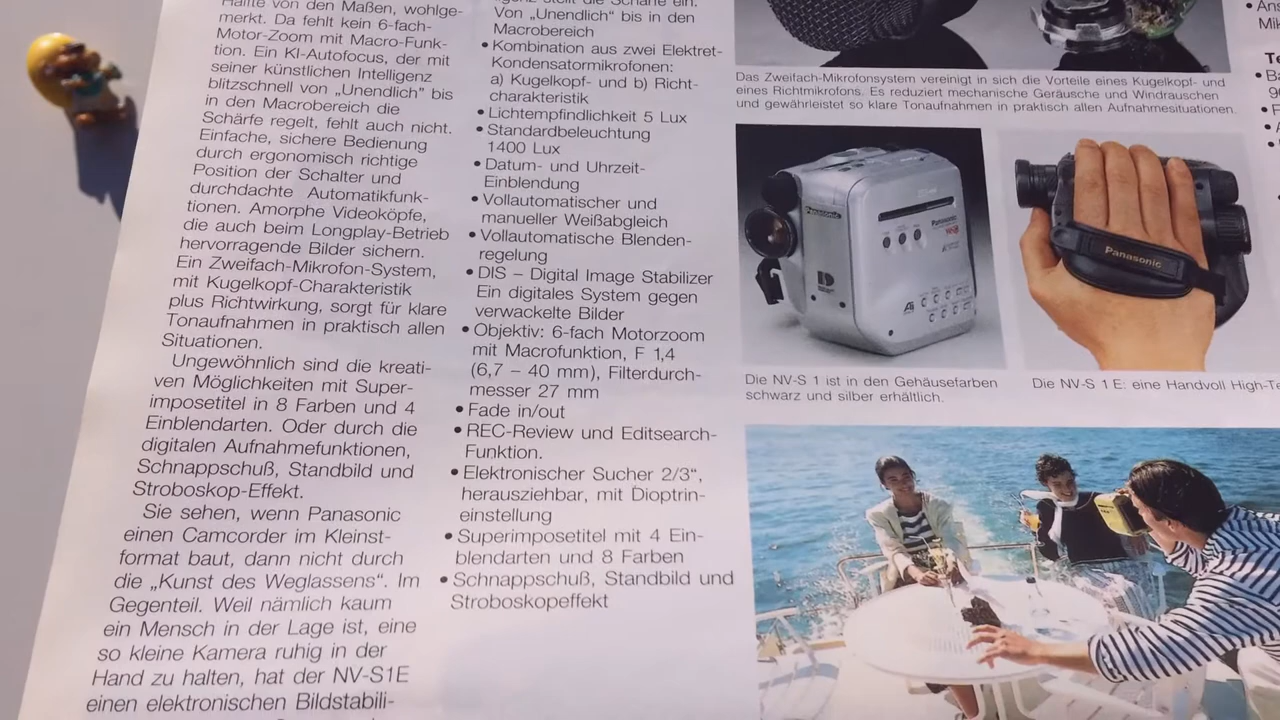 Hälfte von den Maßen, wohlge-
merkt. Da fehlt kein 6-fach-
Motor-Zoom mit Macro-Funk-
tion. Ein KI-Autofocus, der mit
seiner künstlichen Intelligenz
blitzschnell von „Unendlich" bis
in den Macrobereich die
Schärfe regelt, fehlt auch nicht.
Einfache, sichere Bedienung
durch ergonomisch richtige
Position der Schalter und
durchdachte Automatikfunk-
tionen. Amorphe Videoköpfe,
die auch beim Longplay-Betrieb
hervorragende Bilder sichern.
Ein Zweifach-Mikrofon-System,
mit Kugelkopf-Charakteristik
plus Richtwirkung, sorgt für klare
Tonaufnahmen in praktisch allen
Situationen.
Ungewöhnlich sind die kreati-
ven Möglichkeiten mit Super-
imposetitel in 8 Farben und 4
Einblendarten. Oder durch die
digitalen Aufnahmefunktionen,
Schnappschuß, Standbild und
Stroboskop-Effekt.
Sie sehen, wenn Panasonic
einen Camcorder im Kleinst-
format baut, dann nicht durch
die „Kunst des Weglassens". Im
Gegenteil. Weil nämlich kaum
ein Mensch in der Lage ist, eine
so kleine Kamera ruhig in der
Hand zu halten, hat der NV-S1E
einen elektronischen Bildstabili-
stellt die Schärfe ein.
Von „Unendlich" bis in den
Macrobereich
• Kombination aus zwei Elektret-
Kondensatormikrofonen:
a) Kugelkopf- und b) Richt-
charakteristik
• Lichtempfindlichkeit 5 Lux
• Standardbeleuchtung
1400 Lux
• Datum- und Uhrzeit-
Einblendung
• Vollautomatischer und
manueller Weißabgleich
• Vollautomatische Blenden-
regelung
• DIS – Digital Image Stabilizer
Ein digitales System gegen
verwackelte Bilder
• Objektiv: 6-fach Motorzoom
mit Macrofunktion, F 1,4
(6,7 – 40 mm), Filterdurch-
messer 27 mm
• Fade in/out
• REC-Review und Editsearch-
Funktion.
• Elektronischer Sucher 2/3",
herausziehbar, mit Dioptrin-
einstellung
• Superimposetitel mit 4 Ein-
blendarten und 8 Farben
• Schnappschuß, Standbild und
Stroboskopeffekt
Das Zweifach-Mikrofonsystem vereinigt in sich die Vorteile eines Kugelkopf- und
eines Richtmikrofons. Es reduziert mechanische Geräusche und Windrauschen
und gewährleistet so klare Tonaufnahmen in praktisch allen Aufnahmesituationen.
Panasonic
Panasonic
Ai
Panasonic
Die NV-S 1 ist in den Gehäusefarben
schwarz und silber erhältlich.
Die NV-S 1 E: eine Handvoll High-Te
• Ans
Mik
Te
• B
• F